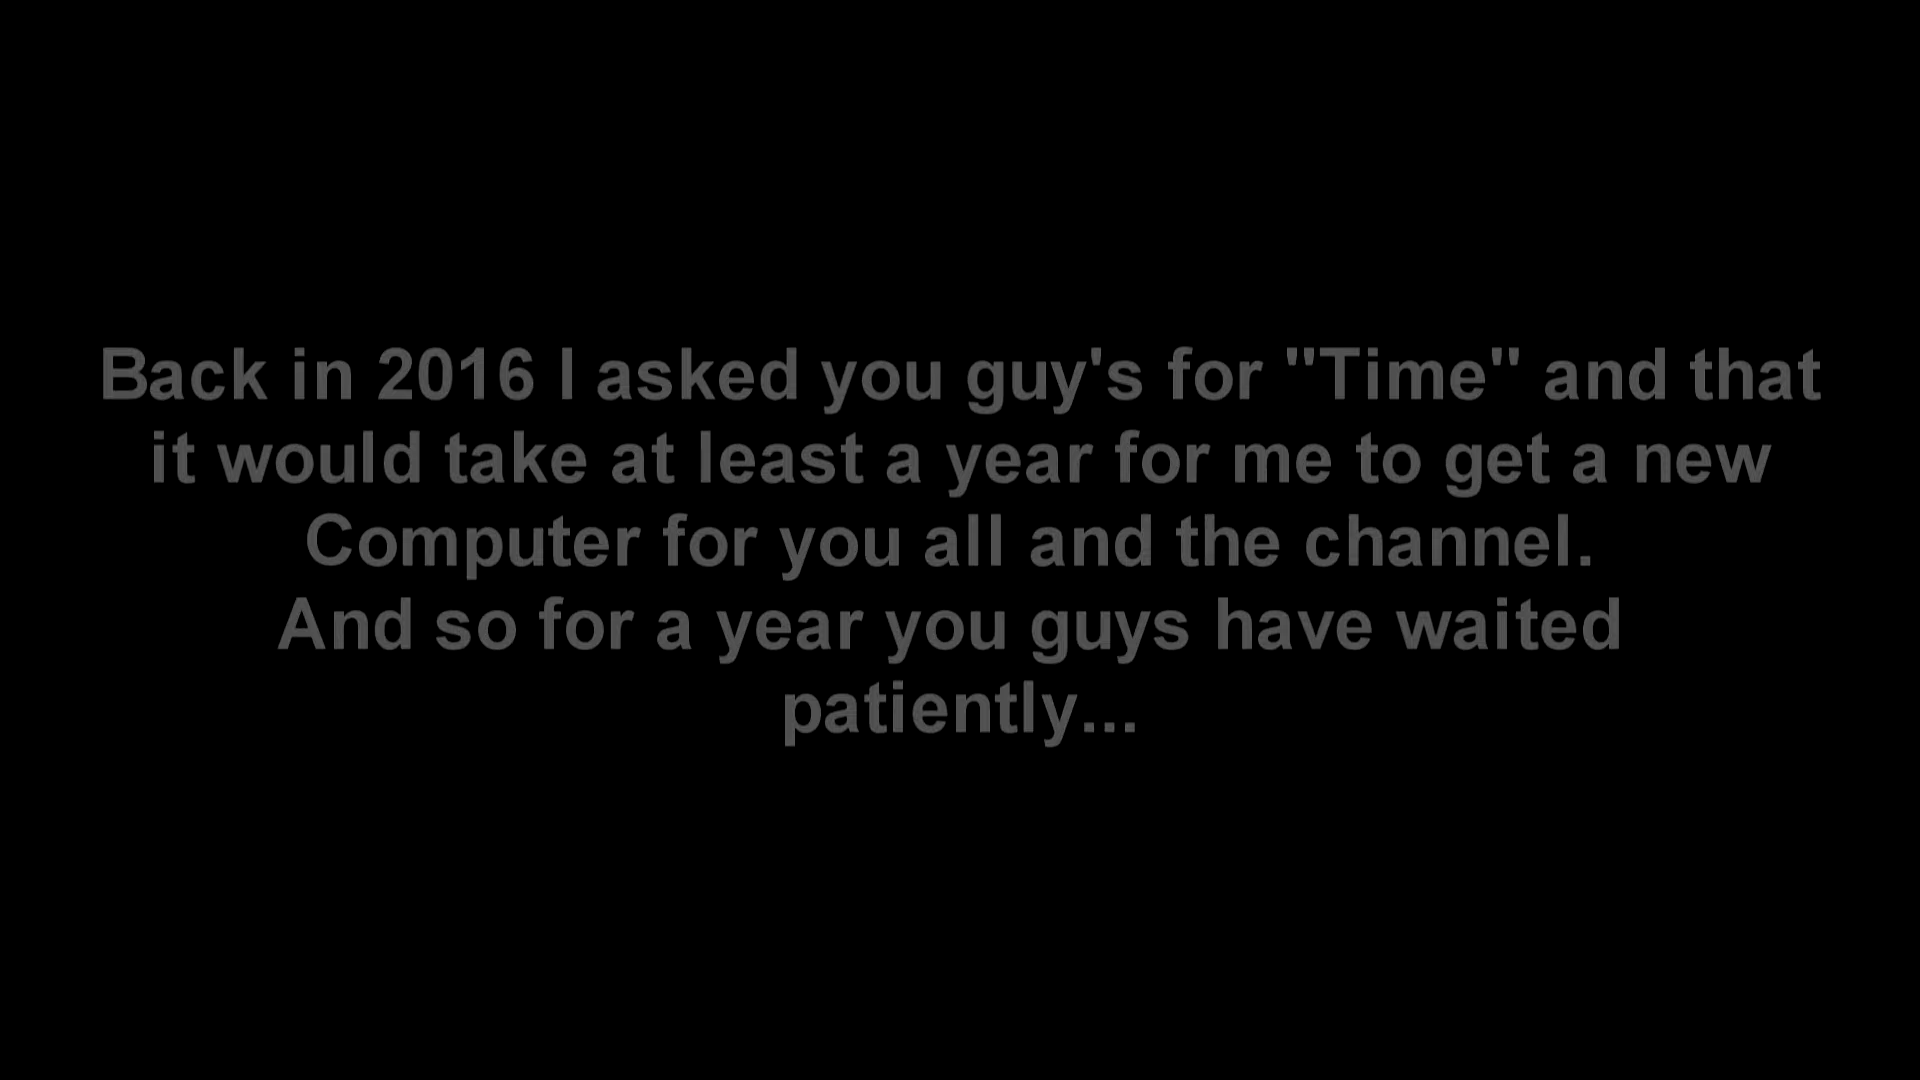 Back in 2016 I asked you guy's for "Time" and that
it would take at least a year for me to get a new
Computer for you all and the channel.
And so for a year you guys have waited
patiently...